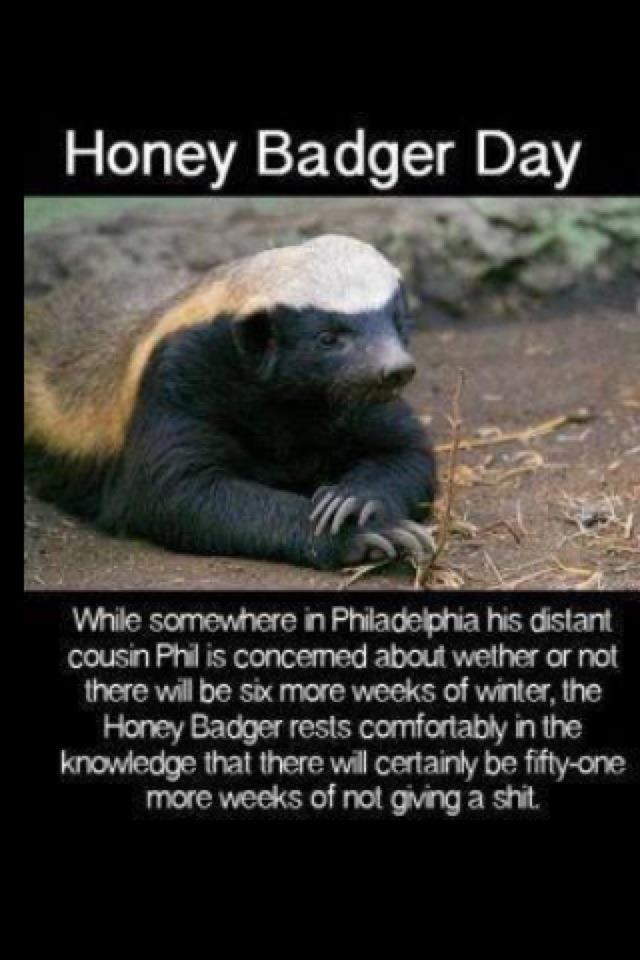 Honey Badger Day
While somewhere in Philadelphia his distant
cousin Phil is concerned about wether or not
there will be six more weeks of winter, the
Honey Badger rests comfortably in the
knowledge that there will certainly be fifty-one
more weeks of not giving a shit.